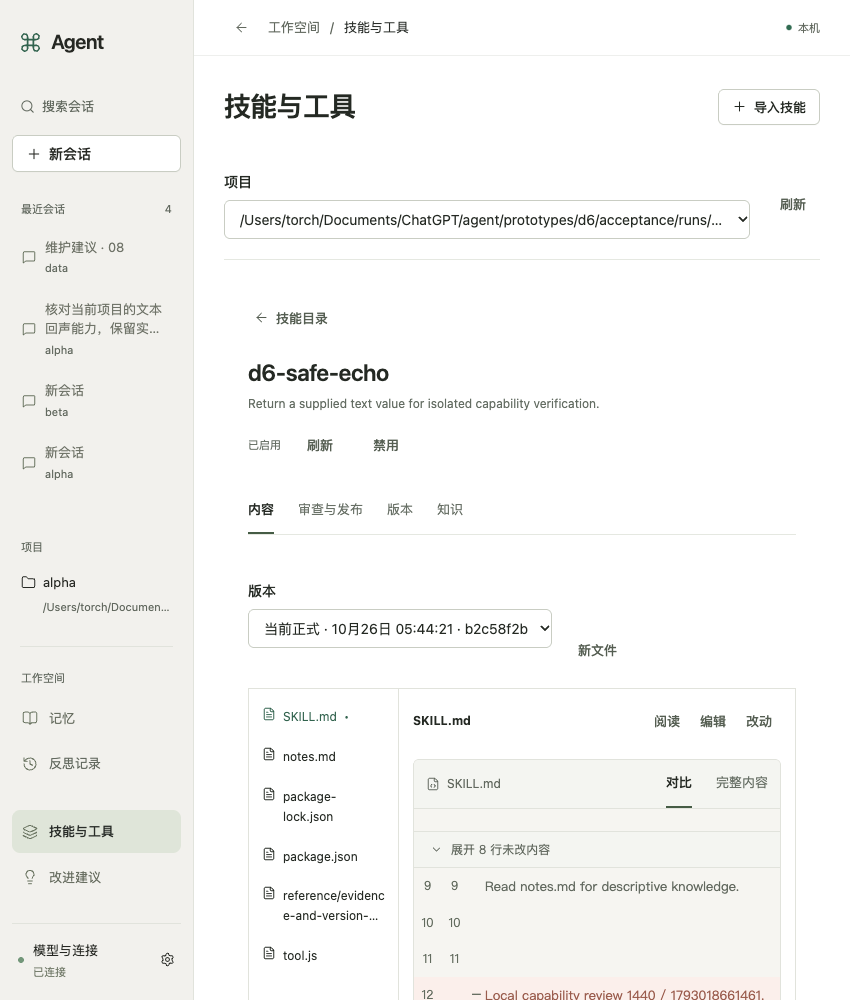 Agent
搜索会话
新会话
最近会话 4
维护建议 · 08
data
核对当前项目的文本
回声能力，保留实...
alpha
新会话
beta
新会话
alpha
项目
alpha
/Users/torch/Documen...
工作空间
记忆
反思记录
技能与工具
改进建议
模型与连接
已连接
← 工作空间 / 技能与工具
本机
技能与工具
+ 导入技能
项目
/Users/torch/Documents/ChatGPT/agent/prototypes/d6/acceptance/runs/...
刷新
← 技能目录
d6-safe-echo
Return a supplied text value for isolated capability verification.
已启用 刷新 禁用
内容 审查与发布 版本 知识
版本
当前正式 · 10月26日 05:44:21 · b2c58f2b
新文件
SKILL.md •
notes.md
package-
lock.json
package.json
reference/evidenc
e-and-version-...
tool.js
SKILL.md 阅读 编辑 改动
SKILL.md 对比 完整内容
展开 8 行未改内容
9 9 Read notes.md for descriptive knowledge.
10 10
11 11
12 − Local capability review 1440 / 1793018661461.